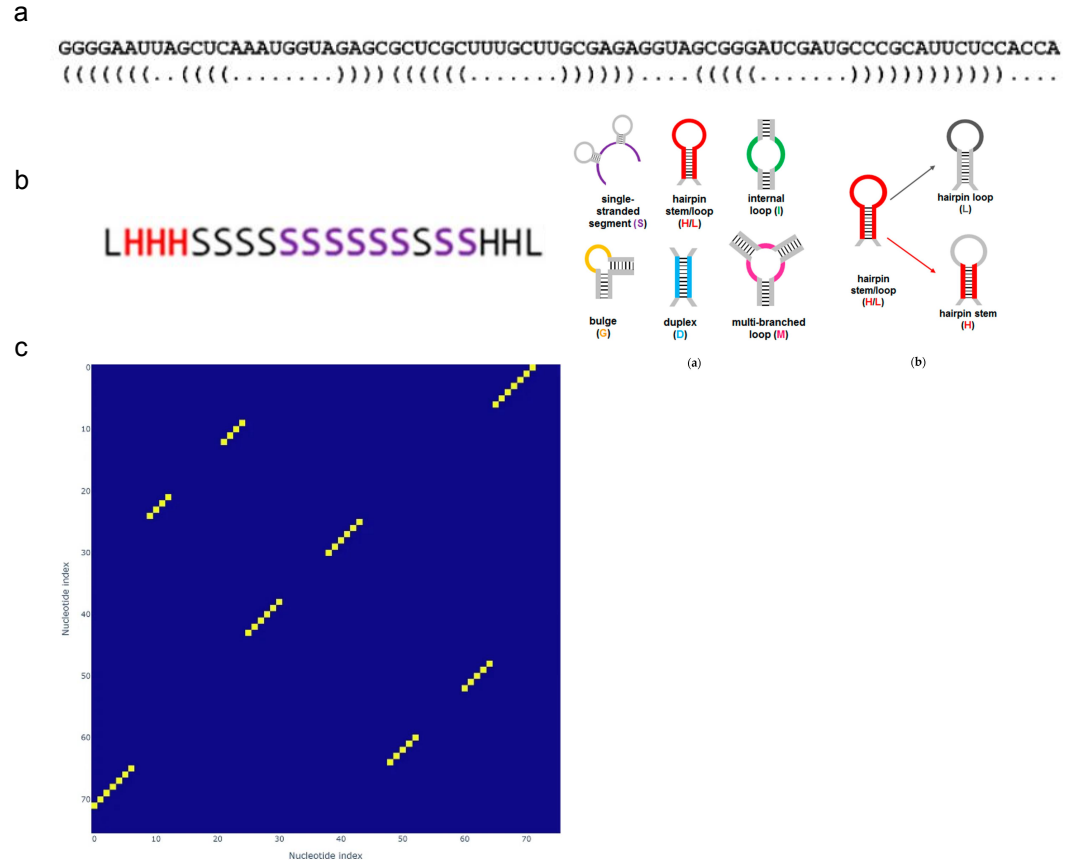 a
GGGGAAUUAGCUCAAAUGGUAGAGCGCUCGCUUUGCUUGCGAGAGGUAGCGGGAUCGAUGCCCGCAUUCUCCACCA
(((((((..((((........))))((((((.......))))))....(((((.......))))))))))))....
b
LHHHSSSSSSSSSSSSSHHL
single-
stranded
segment (S)
hairpin
stem/loop
(H/L)
internal
loop (I)
bulge
(G)
duplex
(D)
multi-branched
loop (M)
(a)
hairpin
stem/loop
(H/L)
hairpin loop
(L)
hairpin stem
(H)
(b)
c
Nucleotide index
0
10
20
30
40
50
60
70
0
10
20
30
40
50
60
70
Nucleotide index